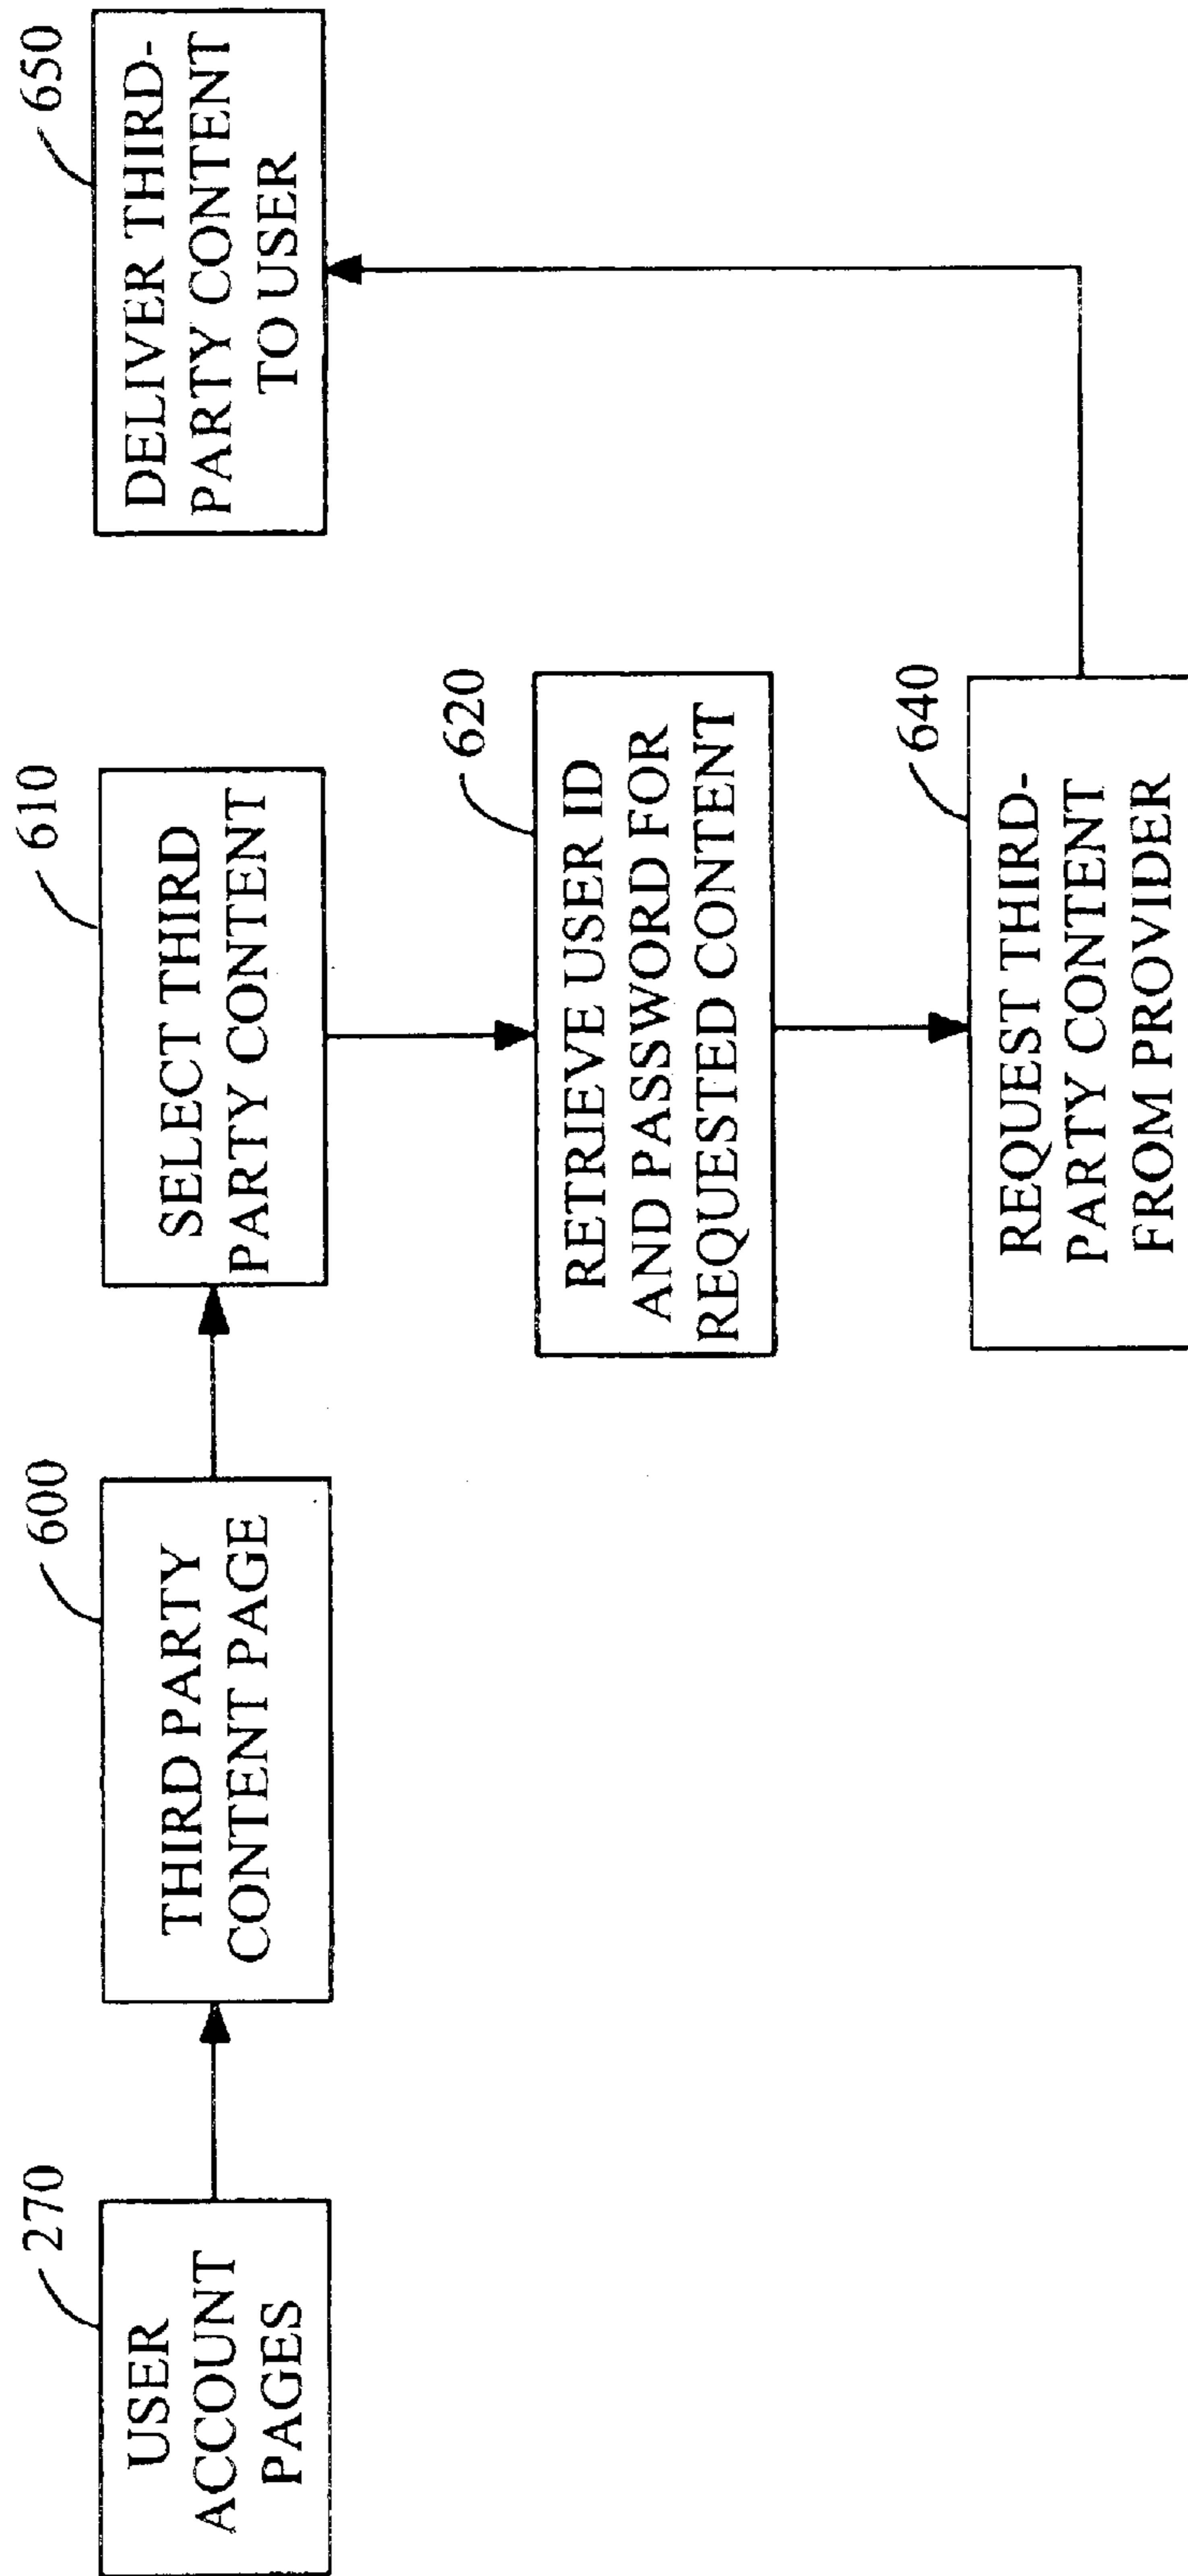 270
USER
ACCOUNT
PAGES
600
THIRD PARTY
CONTENT PAGE
610
SELECT THIRD
PARTY CONTENT
620
RETRIEVE USER ID
AND PASSWORD FOR
REQUESTED CONTENT
640
REQUEST THIRD-
PARTY CONTENT
FROM PROVIDER
650
DELIVER THIRD-
PARTY CONTENT
TO USER